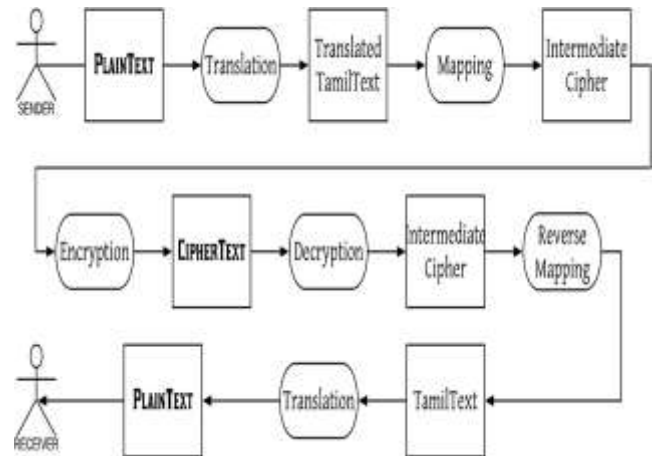 PLAINTEXT
Translation
Translated
TamilText
Mapping
Intermediate
Cipher
SENDER
Encryption
CIPHERTEXT
Decryption
Intermediate
Cipher
Reverse
Mapping
PLAINTEXT
Translation
TamilText
RECEIVER